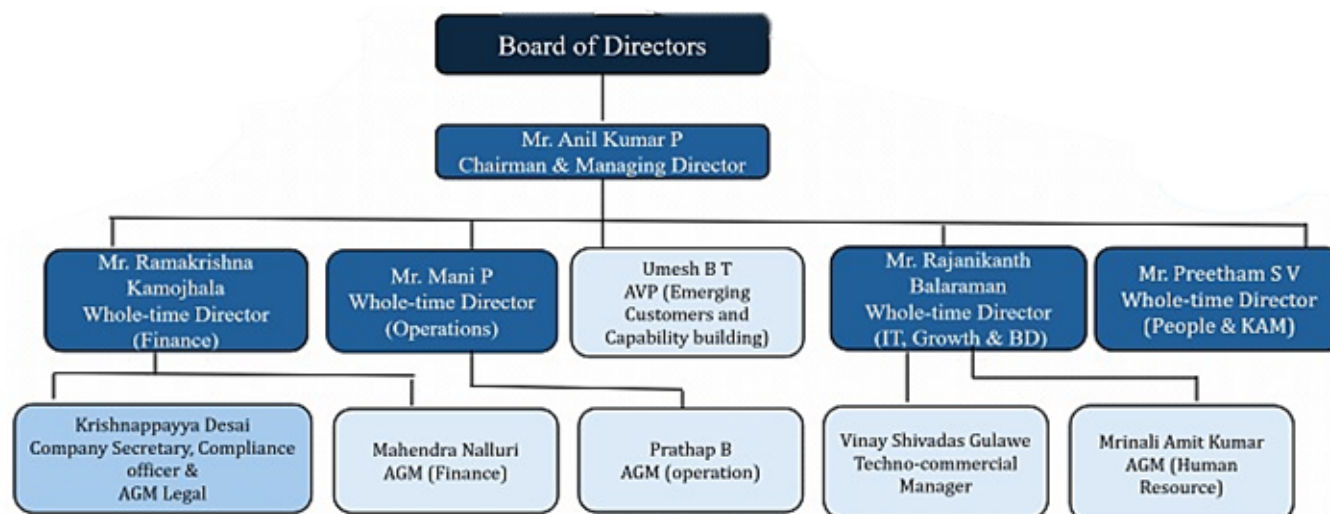 Board of Directors
Mr. Anil Kumar P
Chairman & Managing Director
Mr. Ramakrishna
Kamojhala
Whole-time Director
(Finance)
Mr. Mani P
Whole-time Director
(Operations)
Umesh B T
AVP (Emerging
Customers and
Capability building)
Mr. Rajanikanth
Balaraman
Whole-time Director
(IT, Growth & BD)
Mr. Preetham S V
Whole-time Director
(People & KAM)
Krishnappayya Desai
Company Secretary, Compliance
officer &
AGM Legal
Mahendra Nalluri
AGM (Finance)
Prathap B
AGM (operation)
Vinay Shivadas Gulawe
Techno-commercial
Manager
Mrinali Amit Kumar
AGM (Human
Resource)